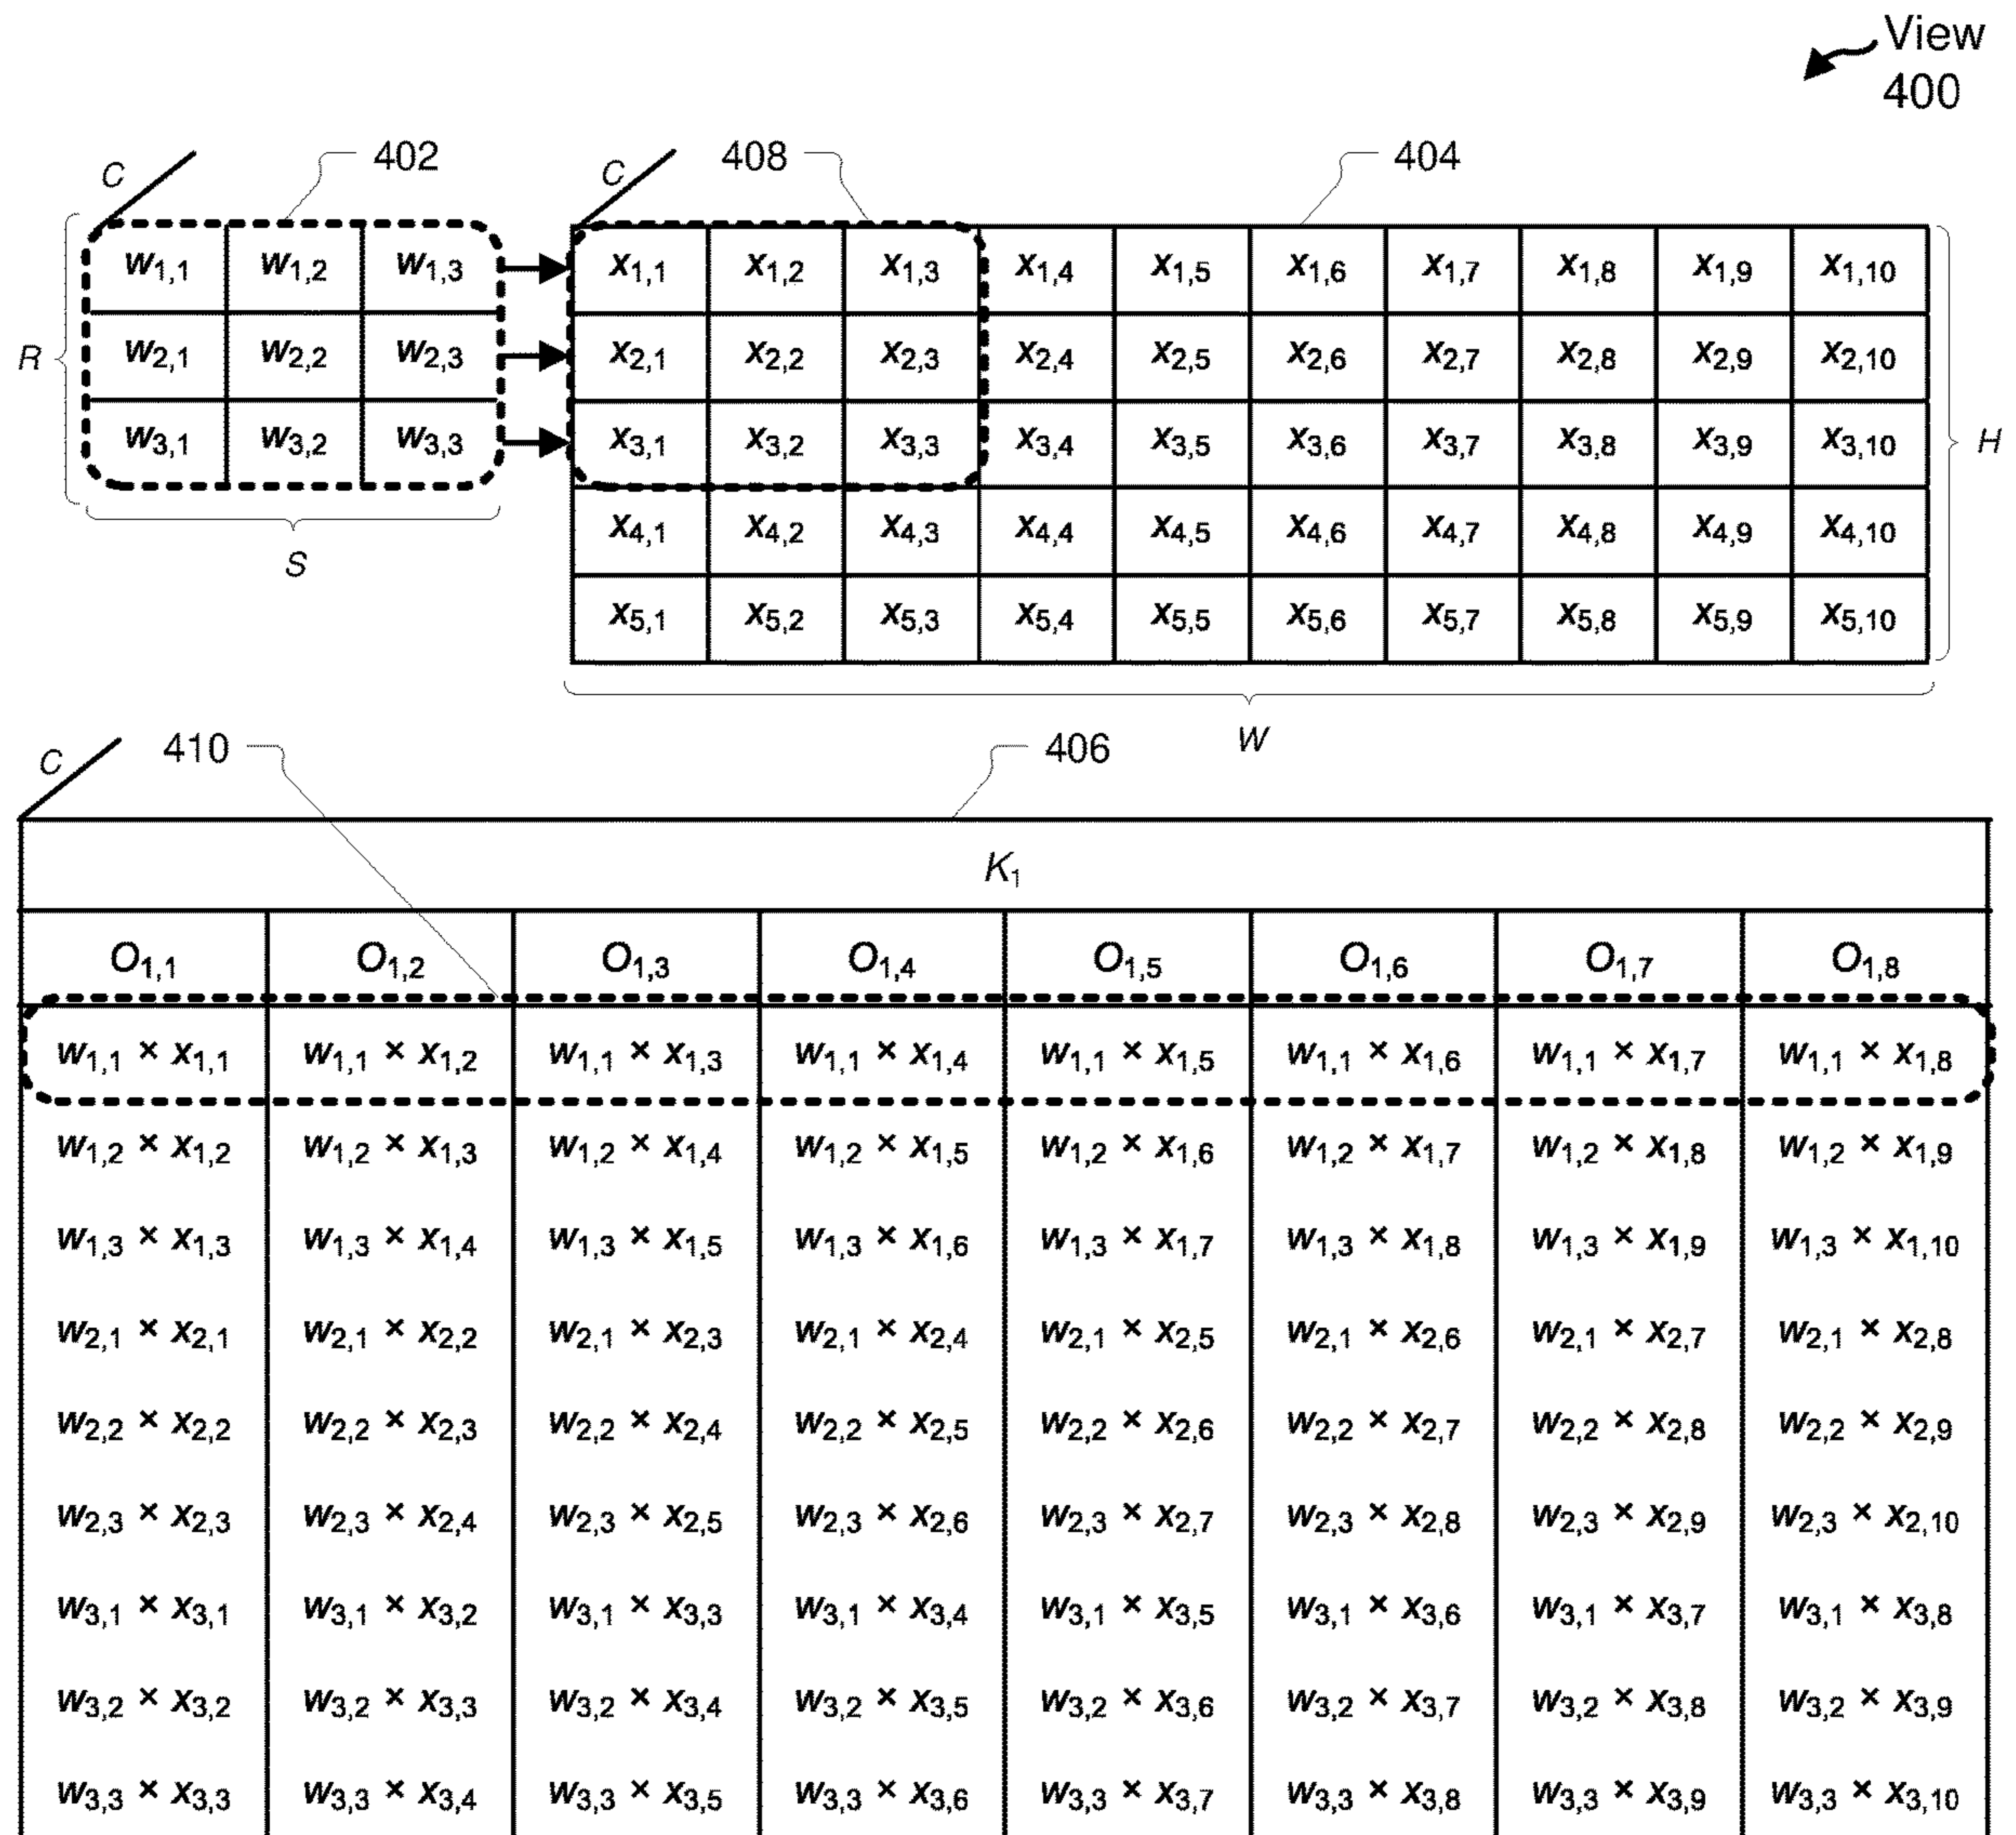 View
400
C 402 C 408 404
w1,1 w1,2 w1,3 x1,1 x1,2 x1,3 x1,4 x1,5 x1,6 x1,7 x1,8 x1,9 x1,10
R w2,1 w2,2 w2,3 x2,1 x2,2 x2,3 x2,4 x2,5 x2,6 x2,7 x2,8 x2,9 x2,10
w3,1 w3,2 w3,3 x3,1 x3,2 x3,3 x3,4 x3,5 x3,6 x3,7 x3,8 x3,9 x3,10 H
x4,1 x4,2 x4,3 x4,4 x4,5 x4,6 x4,7 x4,8 x4,9 x4,10
S
x5,1 x5,2 x5,3 x5,4 x5,5 x5,6 x5,7 x5,8 x5,9 x5,10
W
C 410 406
K1
O1,1 O1,2 O1,3 O1,4 O1,5 O1,6 O1,7 O1,8
w1,1 × x1,1 w1,1 × x1,2 w1,1 × x1,3 w1,1 × x1,4 w1,1 × x1,5 w1,1 × x1,6 w1,1 × x1,7 w1,1 × x1,8
w1,2 × x1,2 w1,2 × x1,3 w1,2 × x1,4 w1,2 × x1,5 w1,2 × x1,6 w1,2 × x1,7 w1,2 × x1,8 w1,2 × x1,9
w1,3 × x1,3 w1,3 × x1,4 w1,3 × x1,5 w1,3 × x1,6 w1,3 × x1,7 w1,3 × x1,8 w1,3 × x1,9 w1,3 × x1,10
w2,1 × x2,1 w2,1 × x2,2 w2,1 × x2,3 w2,1 × x2,4 w2,1 × x2,5 w2,1 × x2,6 w2,1 × x2,7 w2,1 × x2,8
w2,2 × x2,2 w2,2 × x2,3 w2,2 × x2,4 w2,2 × x2,5 w2,2 × x2,6 w2,2 × x2,7 w2,2 × x2,8 w2,2 × x2,9
w2,3 × x2,3 w2,3 × x2,4 w2,3 × x2,5 w2,3 × x2,6 w2,3 × x2,7 w2,3 × x2,8 w2,3 × x2,9 w2,3 × x2,10
w3,1 × x3,1 w3,1 × x3,2 w3,1 × x3,3 w3,1 × x3,4 w3,1 × x3,5 w3,1 × x3,6 w3,1 × x3,7 w3,1 × x3,8
w3,2 × x3,2 w3,2 × x3,3 w3,2 × x3,4 w3,2 × x3,5 w3,2 × x3,6 w3,2 × x3,7 w3,2 × x3,8 w3,2 × x3,9
w3,3 × x3,3 w3,3 × x3,4 w3,3 × x3,5 w3,3 × x3,6 w3,3 × x3,7 w3,3 × x3,8 w3,3 × x3,9 w3,3 × x3,10